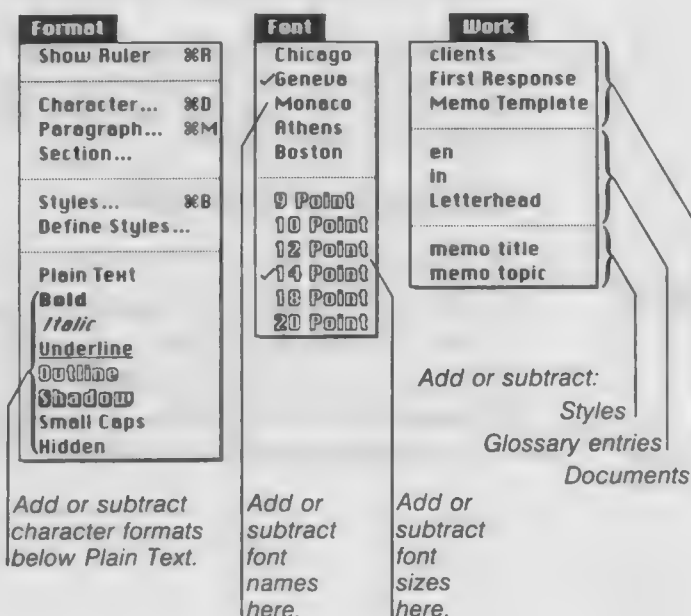 Format
Show Ruler ⌘R
Character... ⌘D
Paragraph... ⌘M
Section...
Styles... ⌘B
Define Styles...
Plain Text
Bold
Italic
Underline
Outline
Shadow
Small Caps
Hidden
Add or subtract
character formats
below Plain Text.
Font
Chicago
✓Geneva
Monaco
Athens
Boston
9 Point
10 Point
12 Point
✓14 Point
18 Point
20 Point
Add or
subtract
font
names
here.
Add or
subtract
font
sizes
here.
Work
clients
First Response
Memo Template
en
in
Letterhead
memo title
memo topic
Add or subtract:
Styles
Glossary entries
Documents